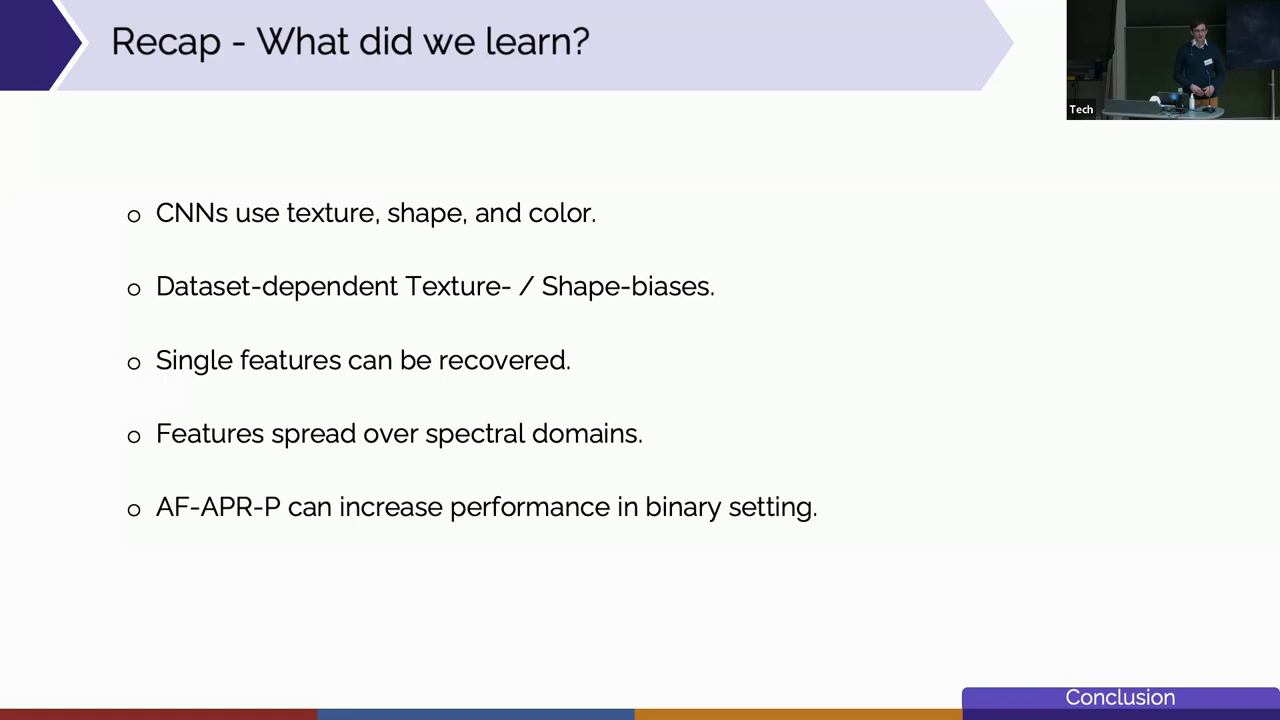 Recap - What did we learn?
Tech
o CNNs use texture, shape, and color.
o Dataset-dependent Texture- / Shape-biases.
o Single features can be recovered.
o Features spread over spectral domains.
o AF-APR-P can increase performance in binary setting.
Conclusion